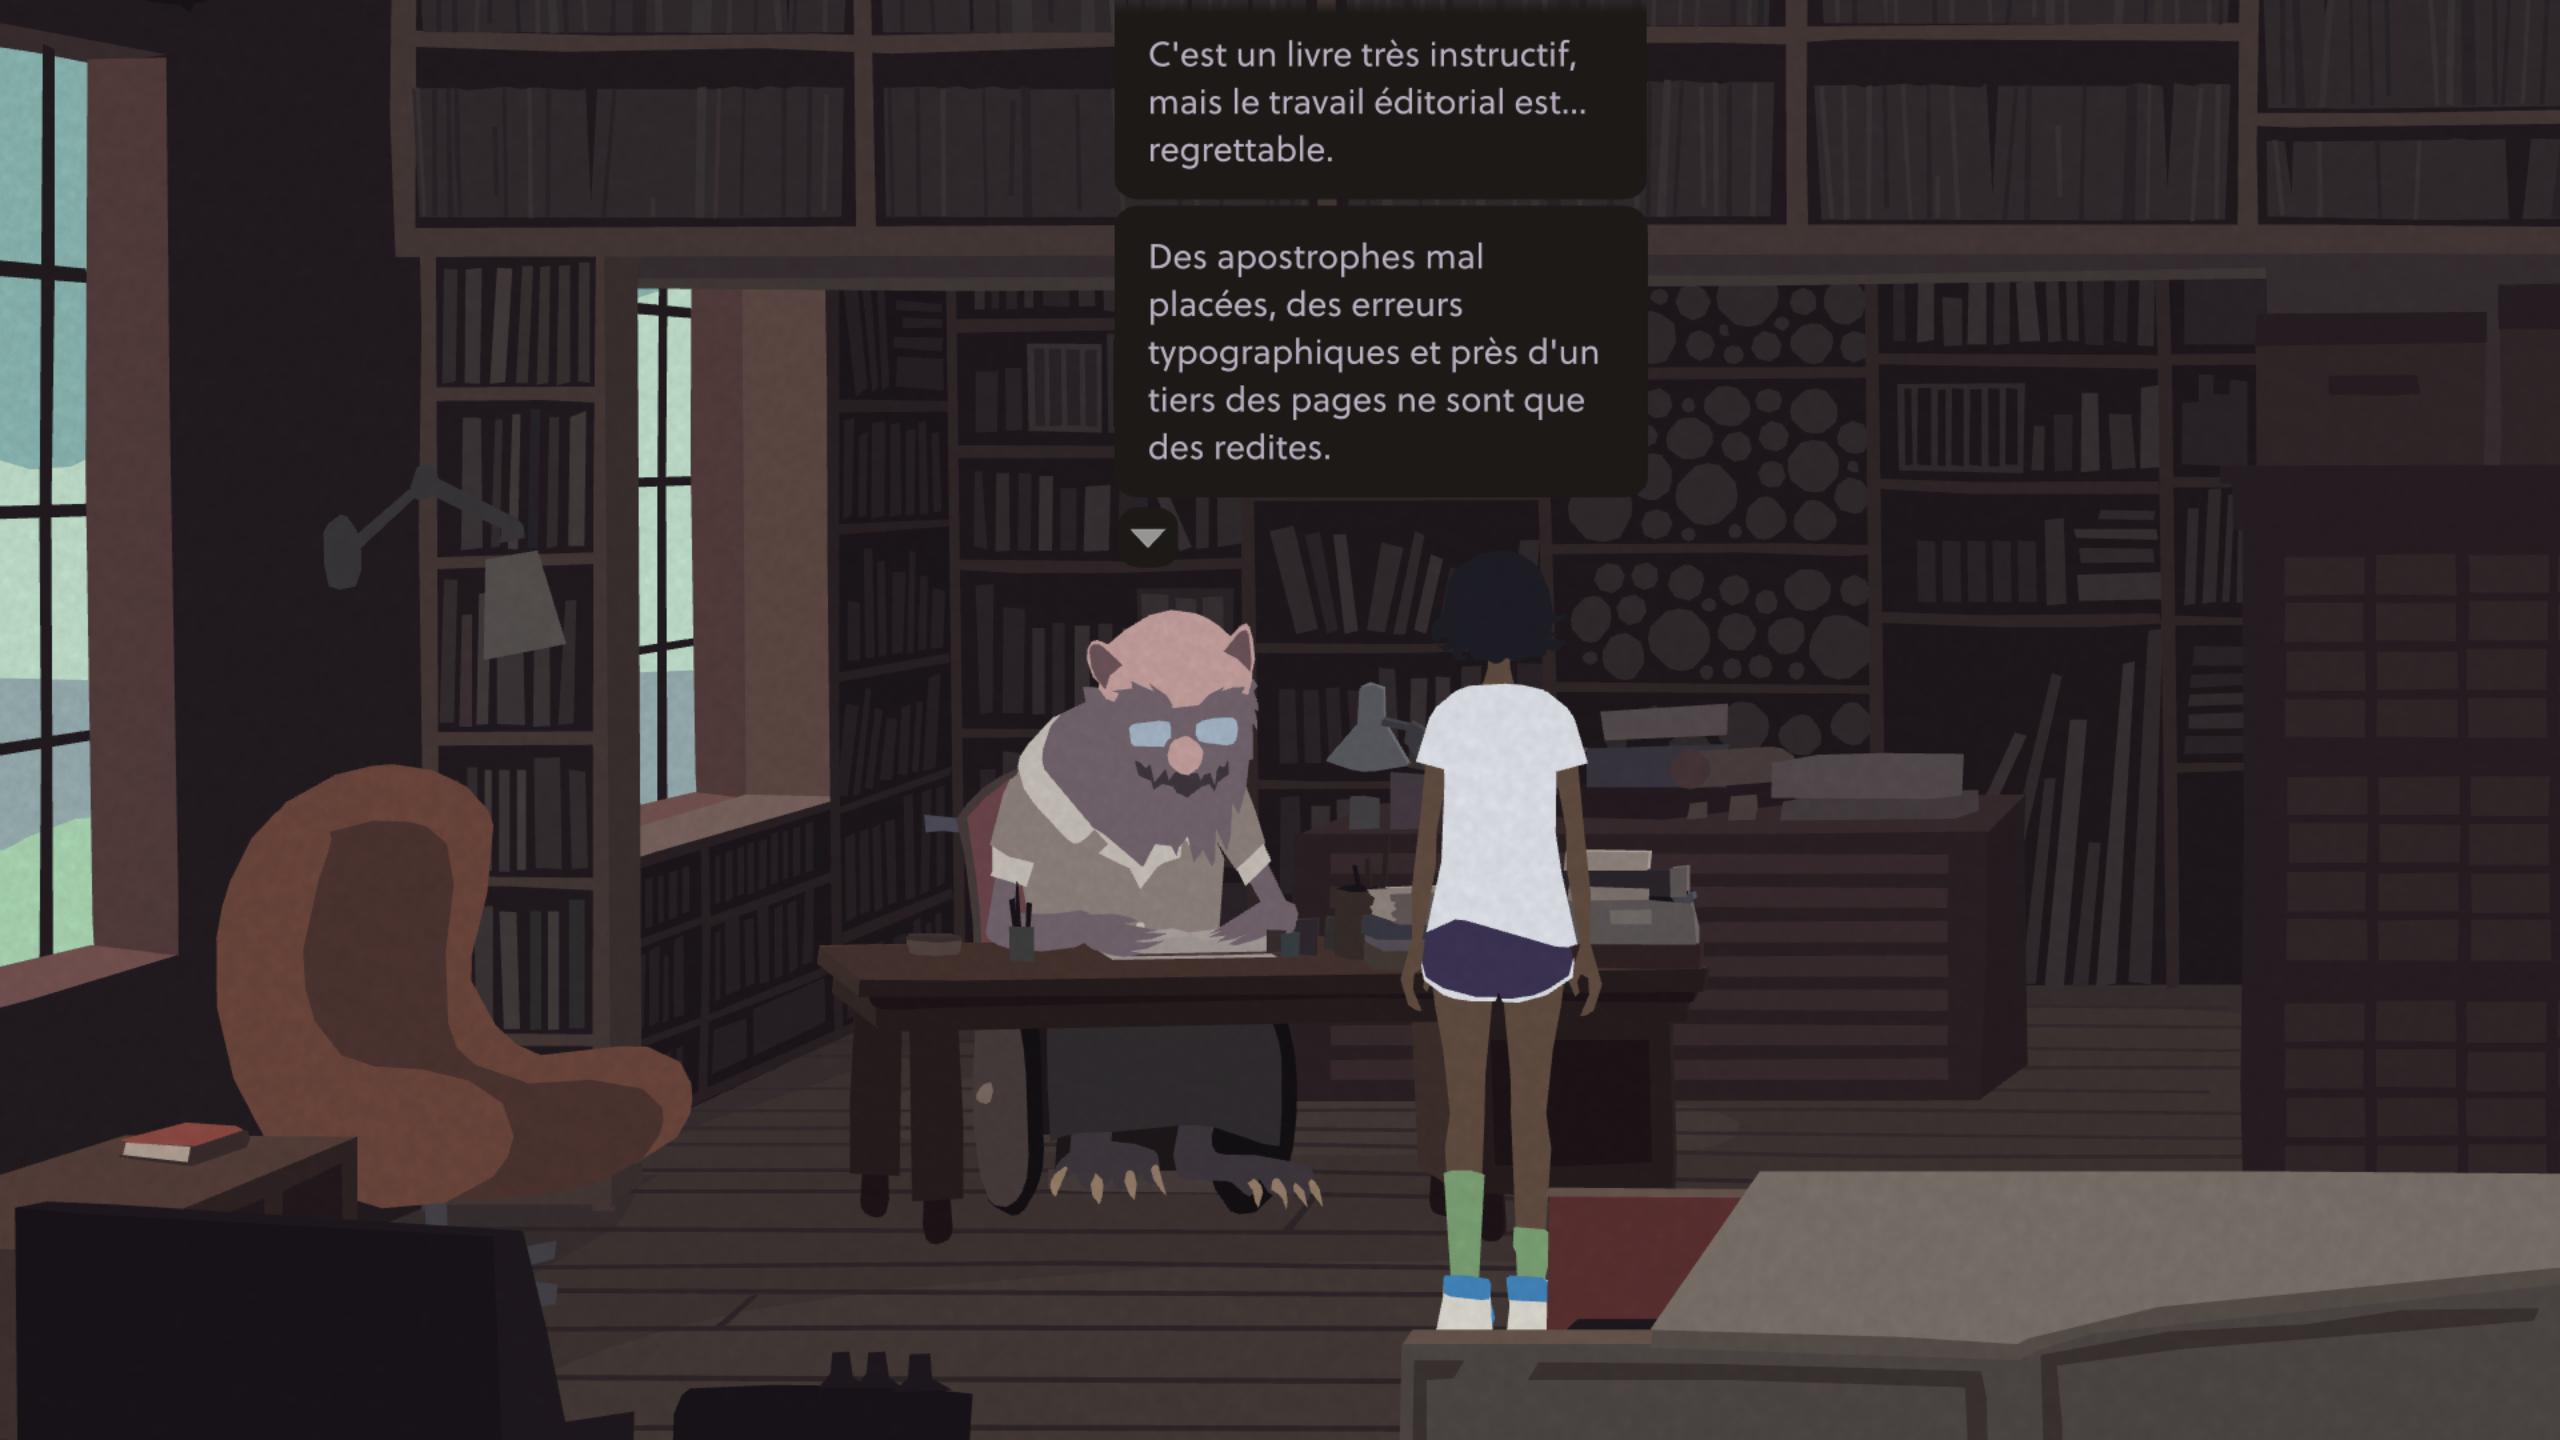 C'est un livre très instructif,
mais le travail éditorial est...
regrettable.
Des apostrophes mal
placées, des erreurs
typographiques et près d'un
tiers des pages ne sont que
des redites.